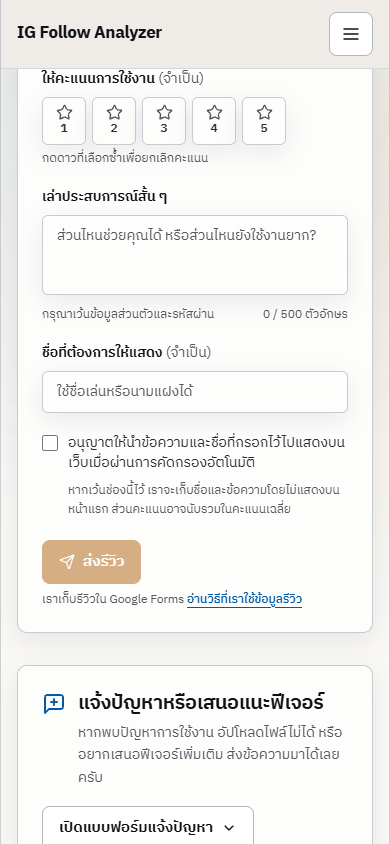 IG Follow Analyzer
ให้คะแนนการใช้งาน (จำเป็น)
1 2 3 4 5
กดดาวที่เลือกซ้ำเพื่อยกเลิกคะแนน
เล่าประสบการณ์สั้น ๆ
ส่วนไหนช่วยคุณได้ หรือส่วนไหนยังใช้งานยาก?
กรุณาเว้นข้อมูลส่วนตัวและรหัสผ่าน 0 / 500 ตัวอักษร
ชื่อที่ต้องการให้แสดง (จำเป็น)
ใช้ชื่อเล่นหรือนามแฝงได้
อนุญาตให้นำข้อความและชื่อที่กรอกไว้ไปแสดงบน
เว็บเมื่อผ่านการคัดกรองอัตโนมัติ
หากเว้นช่องนี้ไว้ เราจะเก็บชื่อและข้อความโดยไม่แสดงบน
หน้าแรก ส่วนคะแนนอาจนับรวมในคะแนนเฉลี่ย
ส่งรีวิว
เราเก็บรีวิวใน Google Forms อ่านวิธีที่เราใช้ข้อมูลรีวิว
แจ้งปัญหาหรือเสนอแนะฟีเจอร์
หากพบปัญหาการใช้งาน อัปโหลดไฟล์ไม่ได้ หรือ
อยากเสนอฟีเจอร์เพิ่มเติม ส่งข้อความมาได้เลย
ครับ
เปิดแบบฟอร์มแจ้งปัญหา